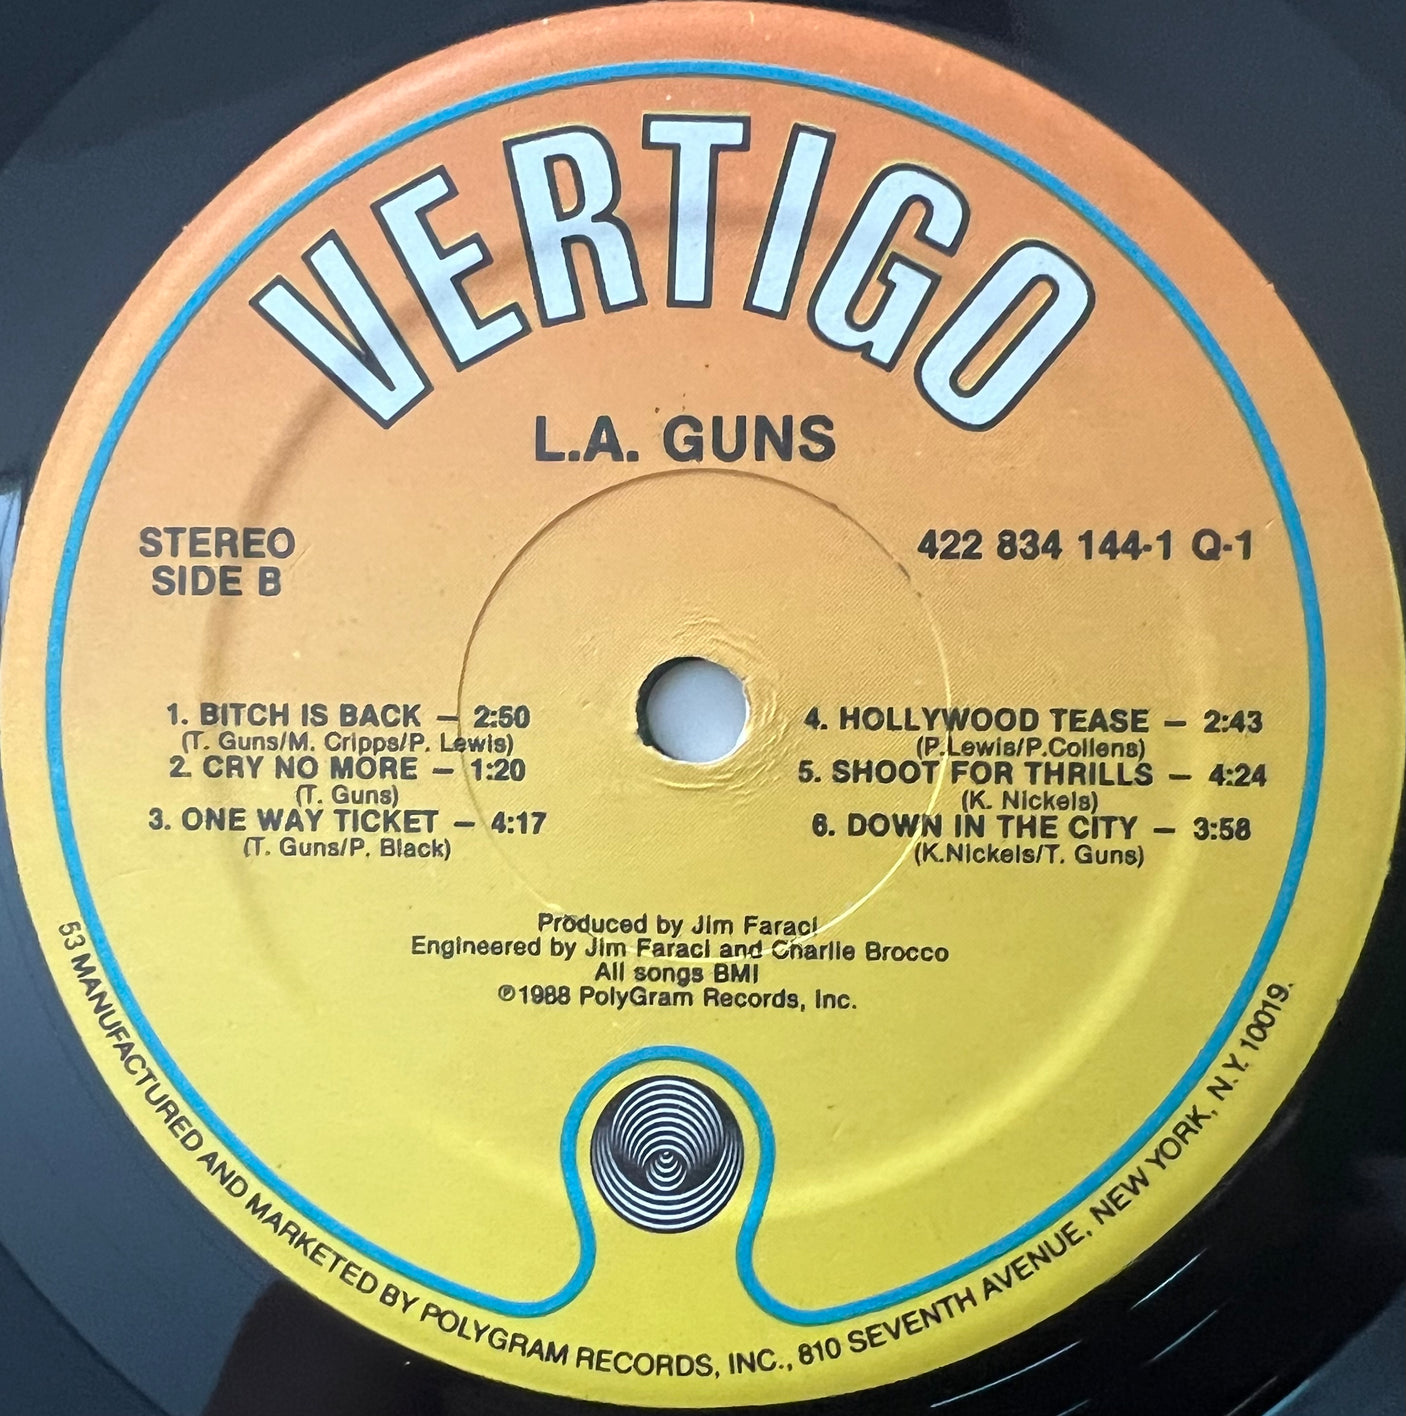 VERTIGO
L.A. GUNS
STEREO
SIDE B
422 834 144-1 Q-1
1. BITCH IS BACK — 2:50
(T. Guns/M. Cripps/P. Lewis)
2. CRY NO MORE — 1:20
(T. Guns)
3. ONE WAY TICKET — 4:17
(T. Guns/P. Black)
4. HOLLYWOOD TEASE — 2:43
(P.Lewis/P.Collens)
5. SHOOT FOR THRILLS — 4:24
(K. Nickels)
6. DOWN IN THE CITY — 3:58
(K.Nickels/T. Guns)
Produced by Jim Faraci
Engineered by Jim Faraci and Charlie Brocco
All songs BMI
℗1988 PolyGram Records, Inc.
53 MANUFACTURED AND MARKETED BY POLYGRAM RECORDS, INC., 810 SEVENTH AVENUE, NEW YORK, N.Y. 10019.